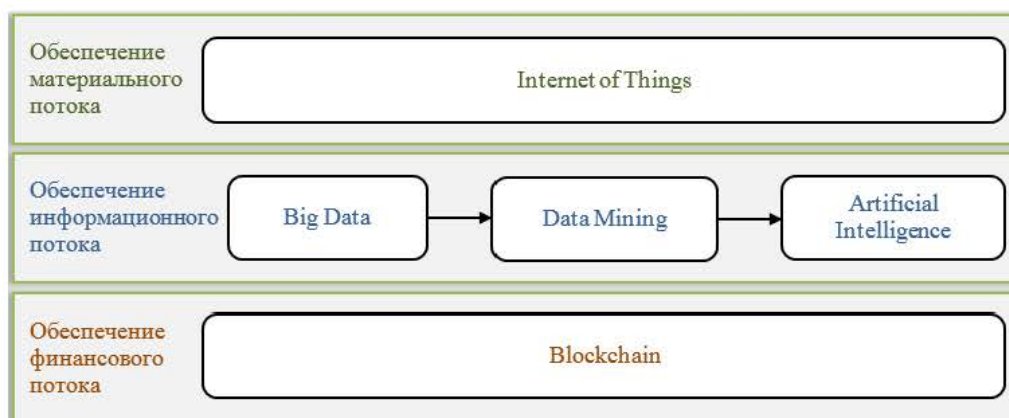 Обеспечение
материального
потока
Internet of Things
Обеспечение
информационного
потока
Big Data
Data Mining
Artificial
Intelligence
Обеспечение
финансового
потока
Blockchain